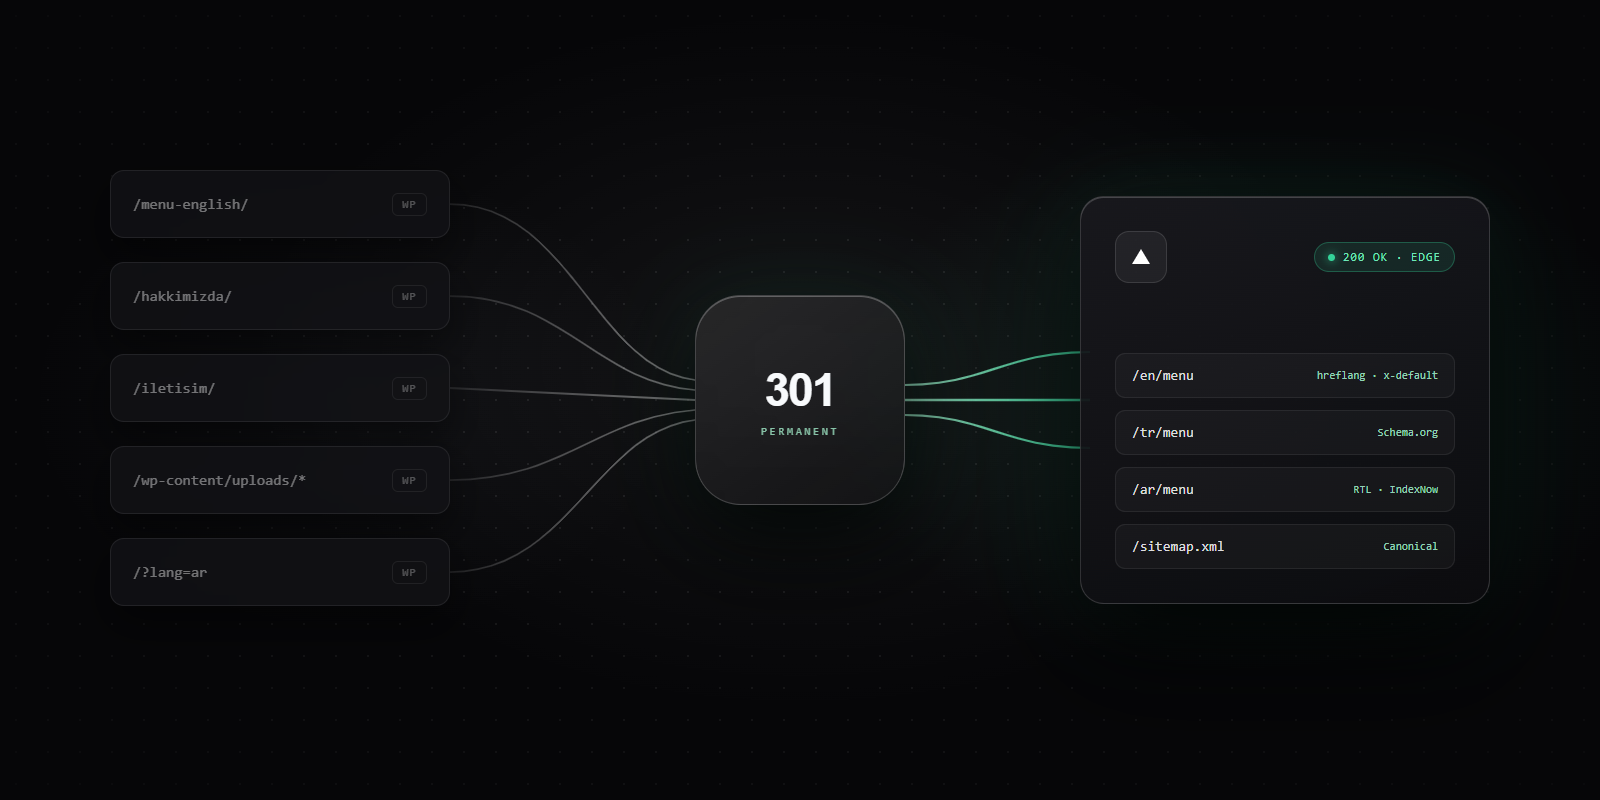 /menu-english/ WP
/hakkimizda/ WP
/iletisim/ WP
/wp-content/uploads/* WP
/?lang=ar WP
301
PERMANENT
200 OK · EDGE
/en/menu hreflang · x-default
/tr/menu Schema.org
/ar/menu RTL · IndexNow
/sitemap.xml Canonical